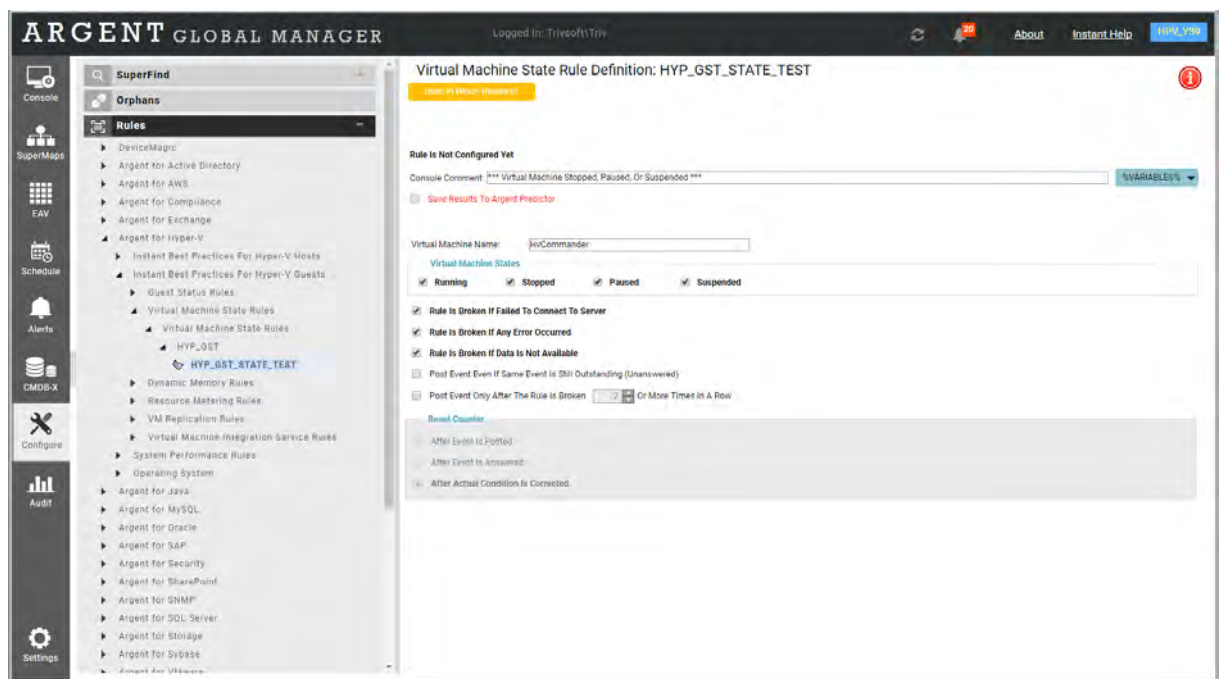 ARGENT GLOBAL MANAGER
Logged In: Trivsoft\Triv
20
About
Instant Help
Console
SuperMaps
EAV
Schedule
Alerts
CMDB-X
Configure
Audit
Settings
SuperFind
Orphans
Rules
DeviceMagic
Argent for Active Directory
Argent for AWS
Argent for Compliance
Argent for Exchange
Argent for Hyper-V
Instant Best Practices For Hyper-V Hosts
Instant Best Practices For Hyper-V Guests
Guest Status Rules
Virtual Machine State Rules
Virtual Machine State Rules
HYP_GST
HYP_GST_STATE_TEST
Dynamic Memory Rules
Resource Metering Rules
VM Replication Rules
Virtual Machine Integration Service Rules
System Performance Rules
Operating System
Argent for Java
Argent for MySQL
Argent for Oracle
Argent for SAP
Argent for Security
Argent for SharePoint
Argent for SNMP
Argent for SQL Server
Argent for Storage
Argent for Sybase
Argent for VMware
Virtual Machine State Rule Definition: HYP_GST_STATE_TEST
Used In Which Relators?
Rule Is Not Configured Yet
Console Comment: *** Virtual Machine Stopped, Paused, Or Suspended *** %VARIABLES%
Save Results To Argent Predictor
Virtual Machine Name: HvCommander
Virtual Machine States
Running Stopped Paused Suspended
Rule Is Broken If Failed To Connect To Server
Rule Is Broken If Any Error Occurred
Rule Is Broken If Data Is Not Available
Post Event Even If Same Event Is Still Outstanding (Unanswered)
Post Event Only After The Rule is Broken 2 Or More Times In A Row
Reset Counter
After Event Is Posted
After Event Is Answered
After Actual Condition Is Corrected